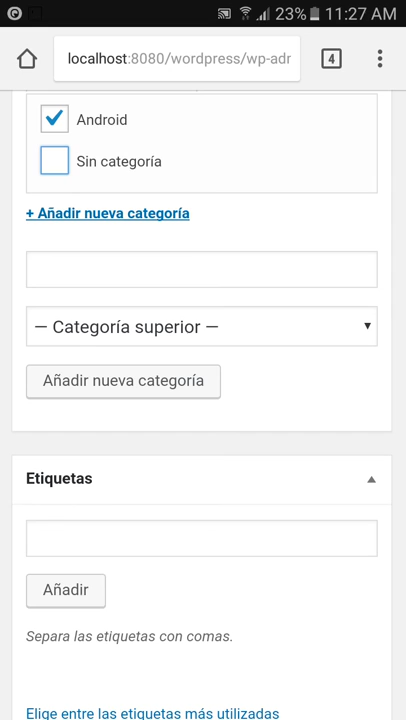 23% 11:27 AM
localhost:8080/wordpress/wp-adr
4
Android
Sin categoría
+ Añadir nueva categoría
— Categoría superior —
Añadir nueva categoría
Etiquetas
Añadir
Separa las etiquetas con comas.
Elige entre las etiquetas más utilizadas